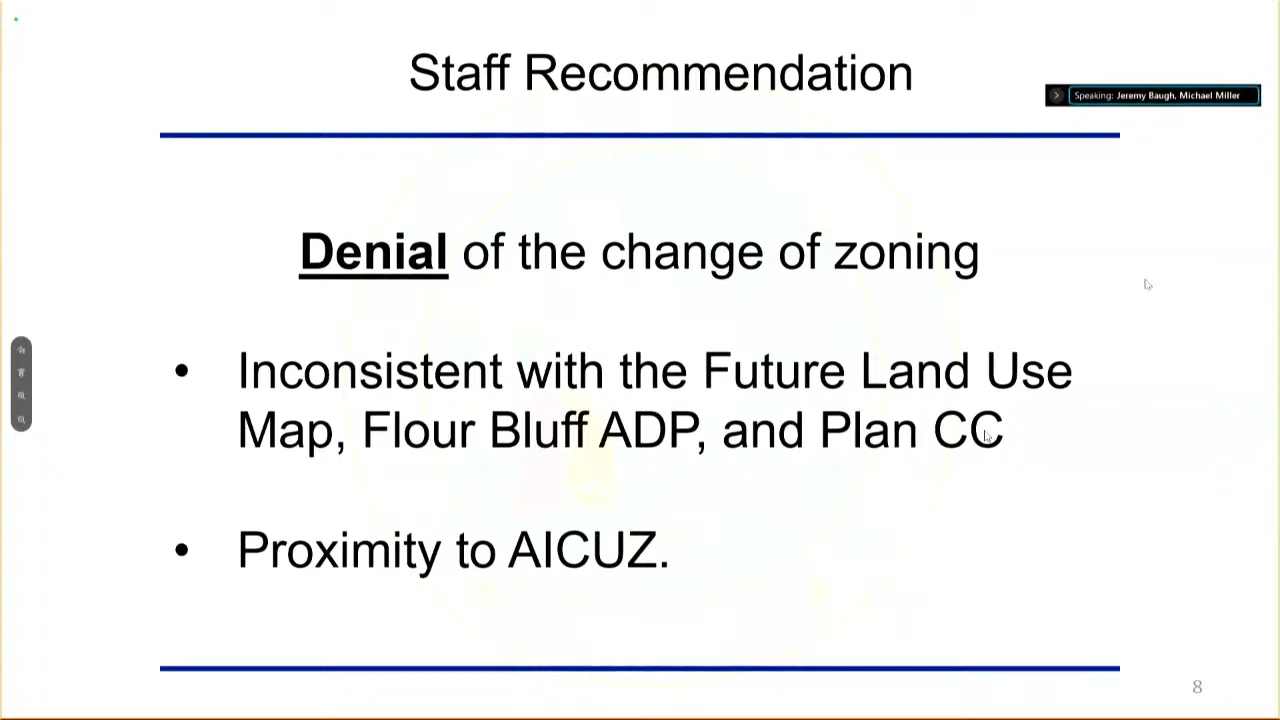 Staff Recommendation
Speaking: Jeremy Baugh, Michael Miller
Denial of the change of zoning
• Inconsistent with the Future Land Use
Map, Flour Bluff ADP, and Plan CC
• Proximity to AICUZ.
8